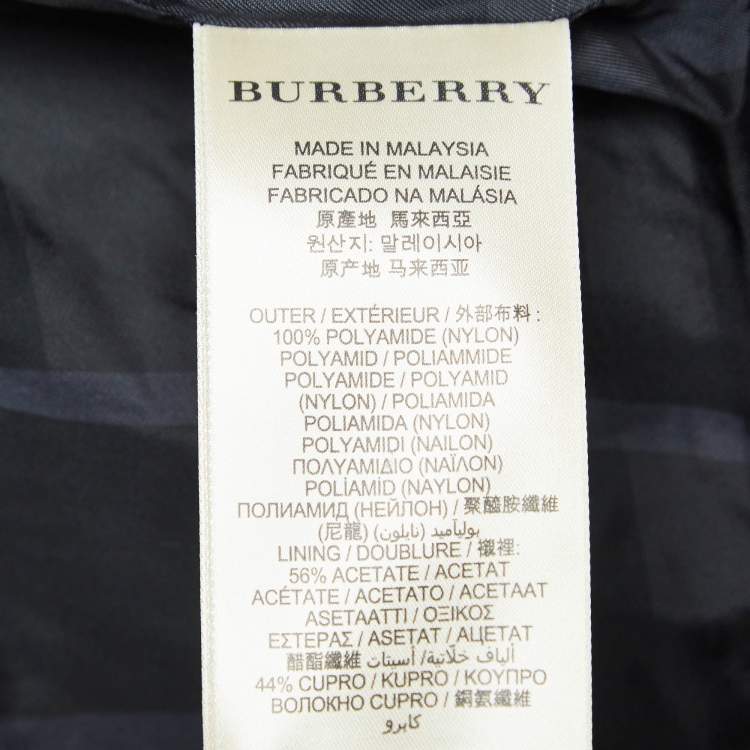 BURBERRY
MADE IN MALAYSIA
FABRIQUÉ EN MALAISIE
FABRICADO NA MALÁSIA
原產地 馬來西亞
원산지: 말레이시아
原产地 马来西亚
OUTER / EXTÉRIEUR / 外部布料 :
100% POLYAMIDE (NYLON)
POLYAMID / POLIAMMIDE
POLYAMIDE / POLYAMID
(NYLON) / POLIAMIDA
POLIAMIDA (NYLON)
POLYAMIDI (NAILON)
ΠΟΛΥΑΜΙΔΙΟ (ΝΑΪΛΟΝ)
POLİAMİD (NAYLON)
ПОЛИАМИД (НЕЙЛОН) / 聚醯胺纖維
(尼龍) بوليآميد (نايلون)
LINING / DOUBLURE / 襯裡:
56% ACETATE / ACETAT
ACÉTATE / ACETATO / ACETAAT
ASETAATTI / ΟΞΙΚΟΣ
ΕΣΤΕΡΑΣ / ASETAT / АЦЕТАТ
醋酯纖維 ألياف خلّاتية/ أسيتات
44% CUPRO / KUPRO / ΚΟΥΠΡΟ
ВОЛОКНО CUPRO / 銅氨纖維
كابرو